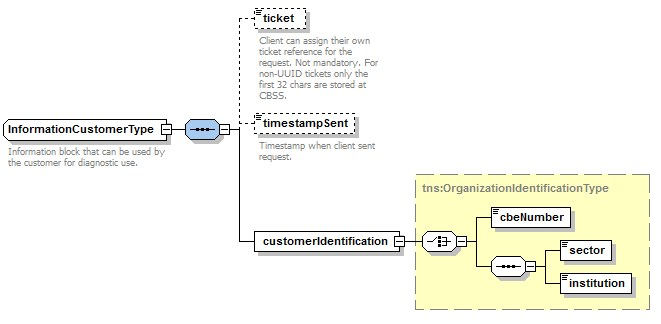 ticket
Client can assign their own
ticket reference for the
request. Not mandatory. For
non-UUID tickets only the
first 32 chars are stored at
CBSS.
InformationCustomerType
Information block that can be used by
the customer for diagnostic use.
timestampSent
Timestamp when client sent
request.
tns:OrganizationIdentificationType
cbeNumber
customerIdentification
sector
institution